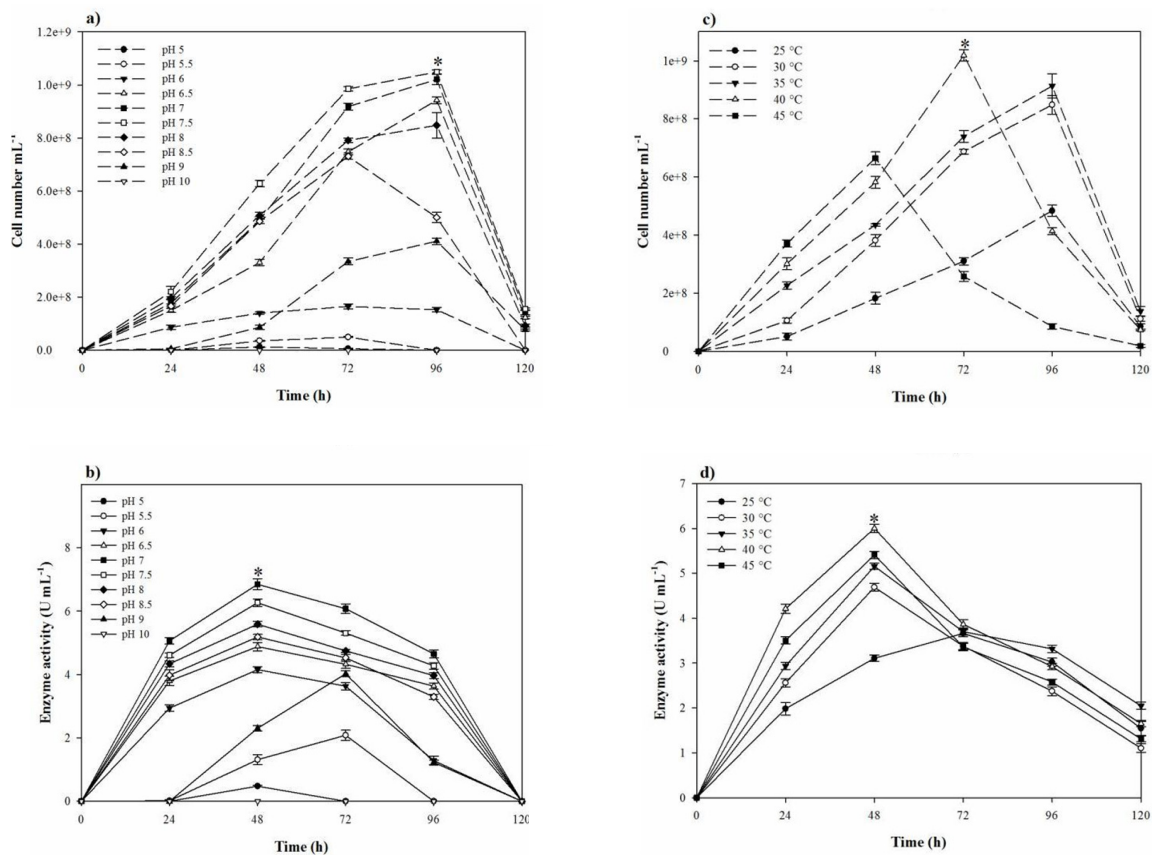 a)
Cell number mL⁻¹
1.2e+9
1.0e+9
8.0e+8
6.0e+8
4.0e+8
2.0e+8
0.0
pH 5
pH 5.5
pH 6
pH 6.5
pH 7
pH 7.5
pH 8
pH 8.5
pH 9
pH 10
*
0 24 48 72 96 120
Time (h)
c)
Cell number mL⁻¹
1e+9
8e+8
6e+8
4e+8
2e+8
0
25 °C
30 °C
35 °C
40 °C
45 °C
*
0 24 48 72 96 120
Time (h)
b)
Enzyme activity (U mL⁻¹)
8
6
4
2
0
pH 5
pH 5.5
pH 6
pH 6.5
pH 7
pH 7.5
pH 8
pH 8.5
pH 9
pH 10
*
0 24 48 72 96 120
Time (h)
d)
Enzyme activity (U mL⁻¹)
7
6
5
4
3
2
1
0
25 °C
30 °C
35 °C
40 °C
45 °C
*
0 24 48 72 96 120
Time (h)